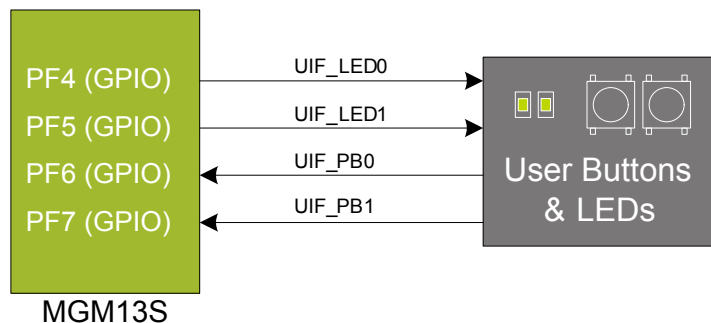 PF4 (GPIO)
PF5 (GPIO)
PF6 (GPIO)
PF7 (GPIO)
MGM13S
UIF_LED0
UIF_LED1
UIF_PB0
UIF_PB1
User Buttons
& LEDs